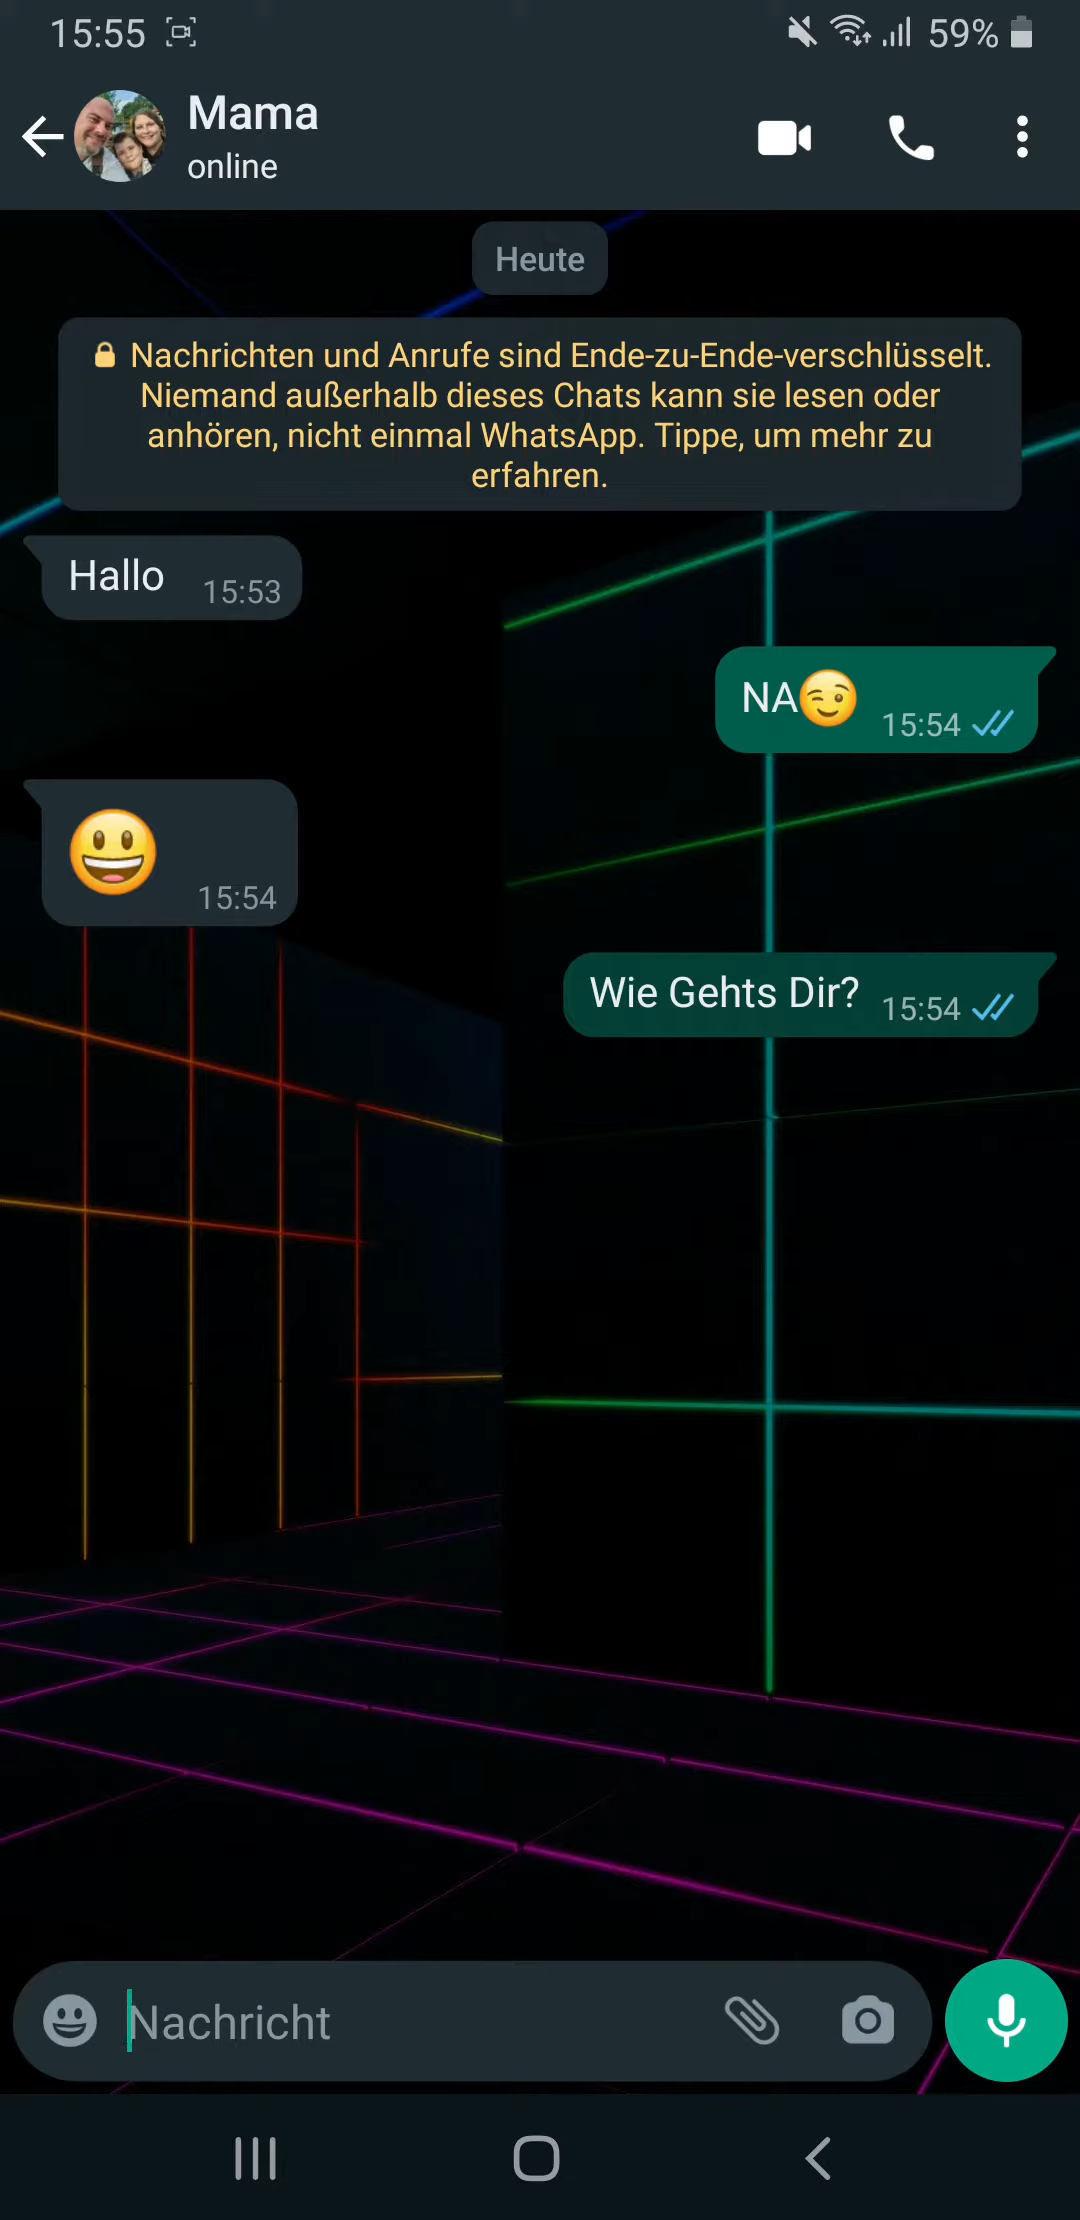 15:55
59%
Mama
online
Heute
🔒 Nachrichten und Anrufe sind Ende-zu-Ende-verschlüsselt.
Niemand außerhalb dieses Chats kann sie lesen oder
anhören, nicht einmal WhatsApp. Tippe, um mehr zu
erfahren.
Hallo 15:53
NA😉 15:54
😃 15:54
Wie Gehts Dir? 15:54
Nachricht